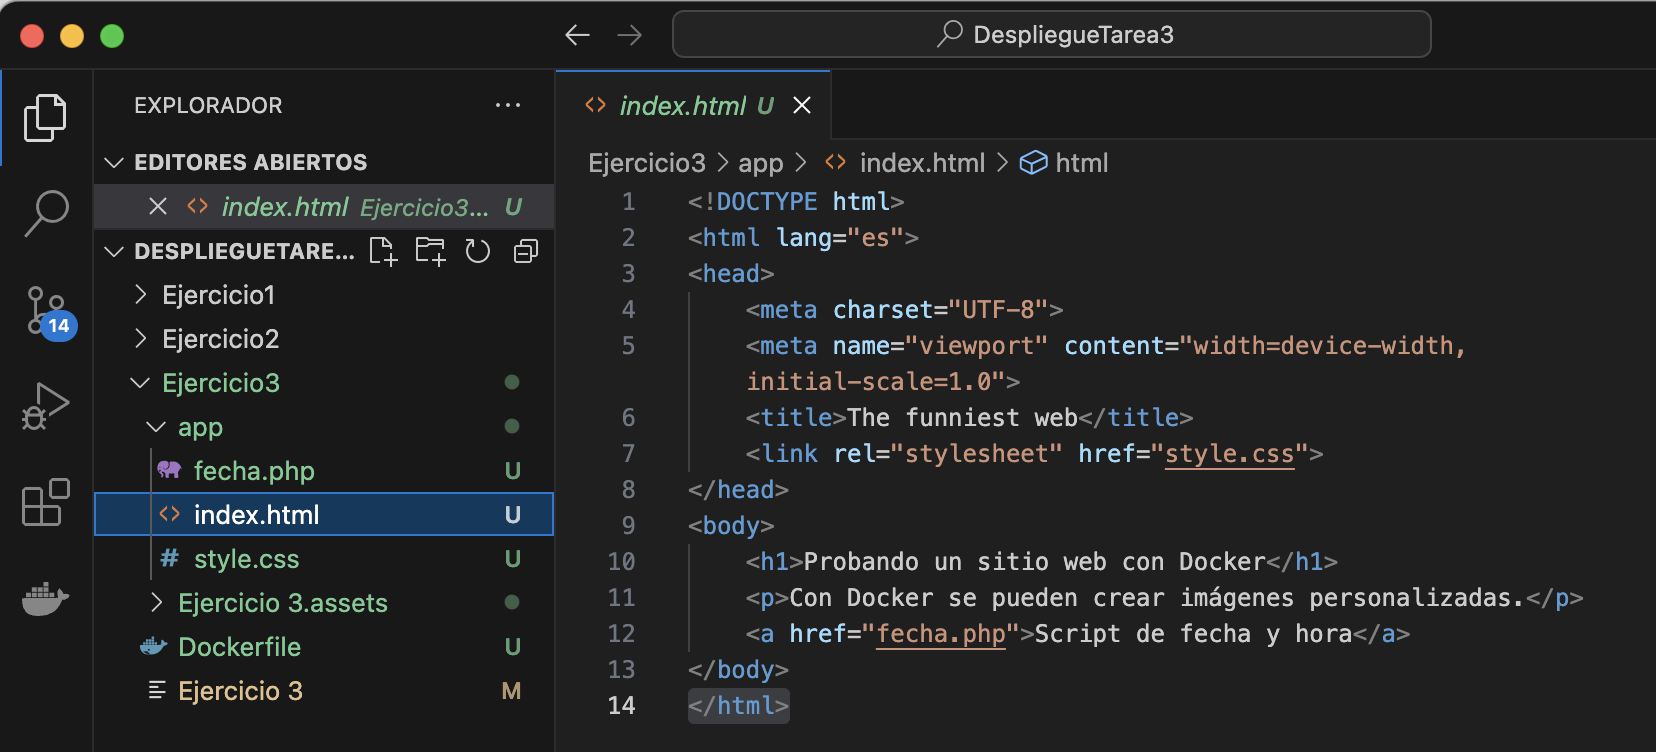 DespliegueTarea3
EXPLORADOR
EDITORES ABIERTOS
index.html Ejercicio3... U
DESPLIEGUETARE...
Ejercicio1
Ejercicio2
Ejercicio3
app
fecha.php U
index.html U
style.css U
Ejercicio 3.assets
Dockerfile U
Ejercicio 3 M
14
index.html U
Ejercicio3 > app > index.html > html
1 <!DOCTYPE html>
2 <html lang="es">
3 <head>
4 <meta charset="UTF-8">
5 <meta name="viewport" content="width=device-width,
initial-scale=1.0">
6 <title>The funniest web</title>
7 <link rel="stylesheet" href="style.css">
8 </head>
9 <body>
10 <h1>Probando un sitio web con Docker</h1>
11 <p>Con Docker se pueden crear imágenes personalizadas.</p>
12 <a href="fecha.php">Script de fecha y hora</a>
13 </body>
14 </html>